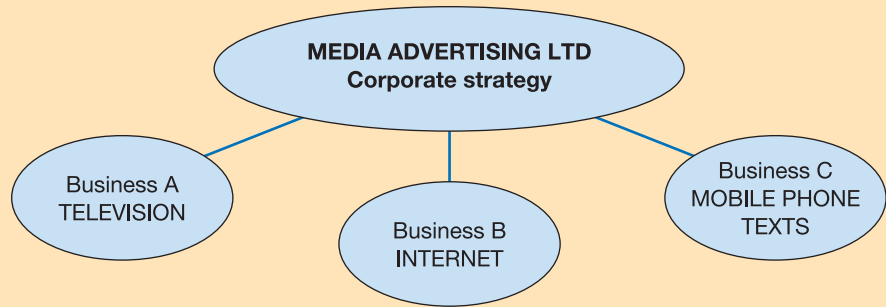 MEDIA ADVERTISING LTD
Corporate strategy
Business A
TELEVISION
Business B
INTERNET
Business C
MOBILE PHONE
TEXTS